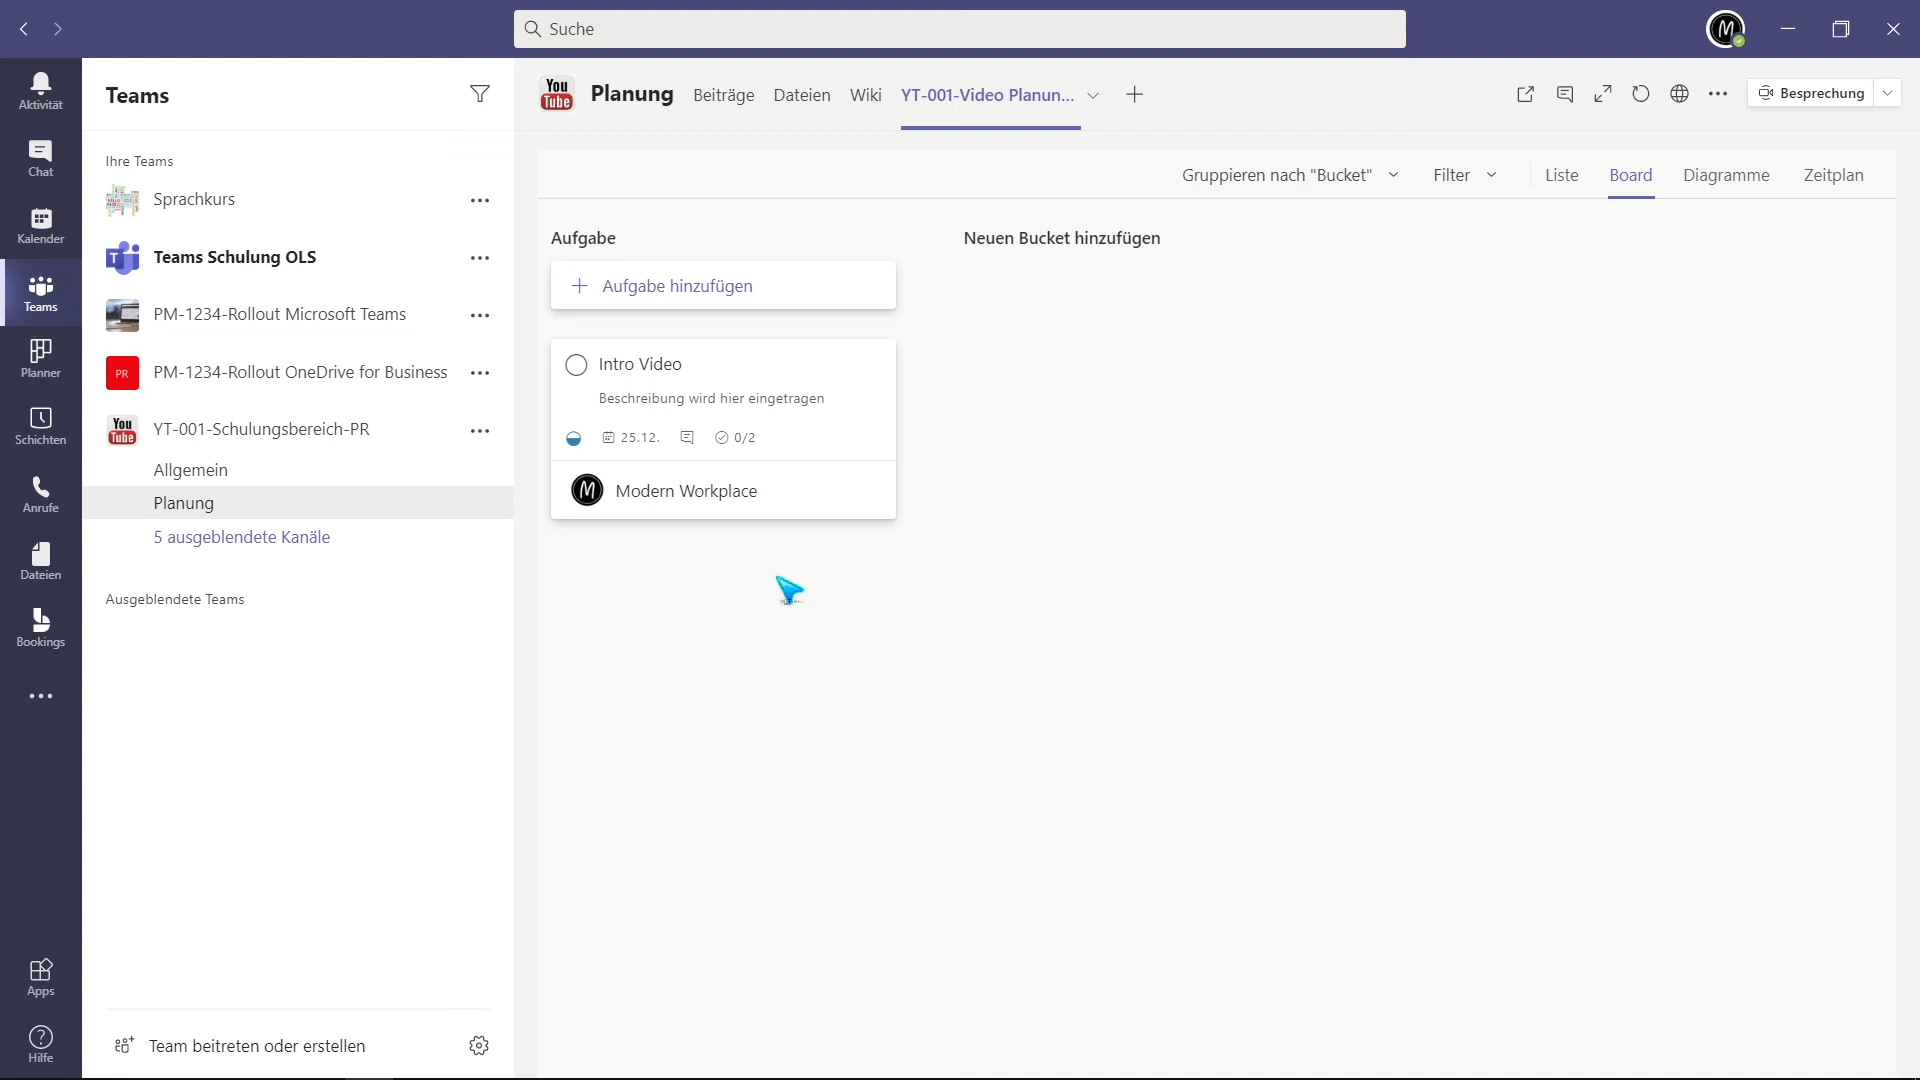 Suche
Aktivität
Chat
Kalender
Teams
Planner
Schichten
Anrufe
Dateien
Bookings
Apps
Hilfe
Teams
Ihre Teams
Sprachkurs
Teams Schulung OLS
PM-1234-Rollout Microsoft Teams
PR
PM-1234-Rollout OneDrive for Business
You
Tube
YT-001-Schulungsbereich-PR
Allgemein
Planung
5 ausgeblendete Kanäle
Ausgeblendete Teams
Team beitreten oder erstellen
You
Tube
Planung Beiträge Dateien Wiki YT-001-Video Planun...
Besprechung
Gruppieren nach "Bucket" Filter Liste Board Diagramme Zeitplan
Aufgabe
Neuen Bucket hinzufügen
Aufgabe hinzufügen
Intro Video
Beschreibung wird hier eingetragen
25.12. 0/2
M Modern Workplace